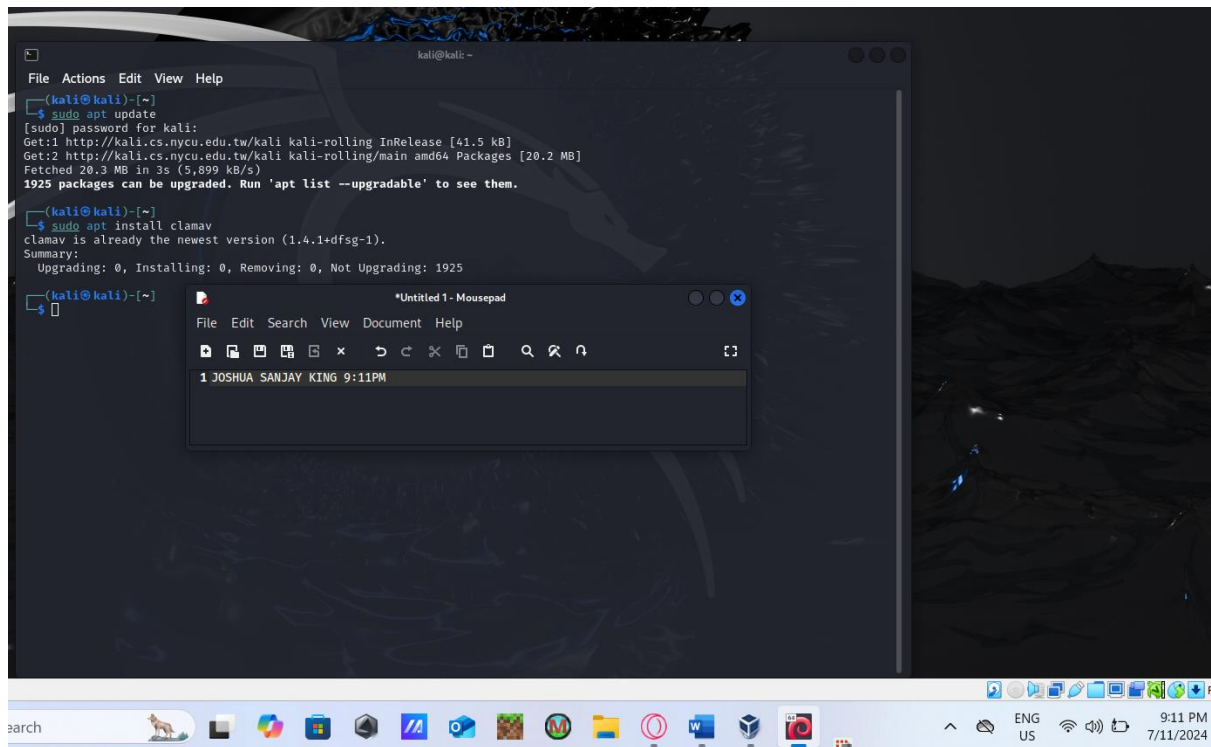 kali@kali: ~
File Actions Edit View Help
┌──(kali㉿kali)-[~]
└─$ sudo apt update
[sudo] password for kali:
Get:1 http://kali.cs.nycu.edu.tw/kali kali-rolling InRelease [41.5 kB]
Get:2 http://kali.cs.nycu.edu.tw/kali kali-rolling/main amd64 Packages [20.2 MB]
Fetched 20.3 MB in 3s (5,899 kB/s)
1925 packages can be upgraded. Run 'apt list --upgradable' to see them.
┌──(kali㉿kali)-[~]
└─$ sudo apt install clamav
clamav is already the newest version (1.4.1+dfsg-1).
Summary:
Upgrading: 0, Installing: 0, Removing: 0, Not Upgrading: 1925
┌──(kali㉿kali)-[~]
└─$
*Untitled 1 - Mousepad
File Edit Search View Document Help
1 JOSHUA SANJAY KING 9:11PM
earch
ENG
US
9:11 PM
7/11/2024